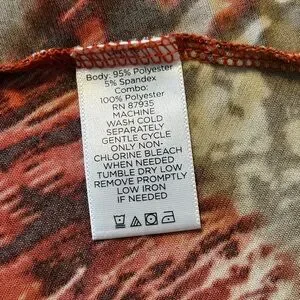 Body: 95% Polyester
5% Spandex
Combo:
100% Polyester
RN 87935
MACHINE
WASH COLD
SEPARATELY
GENTLE CYCLE
ONLY NON-
CHLORINE BLEACH
WHEN NEEDED
TUMBLE DRY LOW
REMOVE PROMPTLY
LOW IRON
IF NEEDED